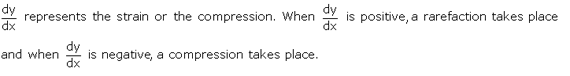 dy/dx represents the strain or the compression. When dy/dx is positive, a rarefaction takes place
and when dy/dx is negative, a compression takes place.